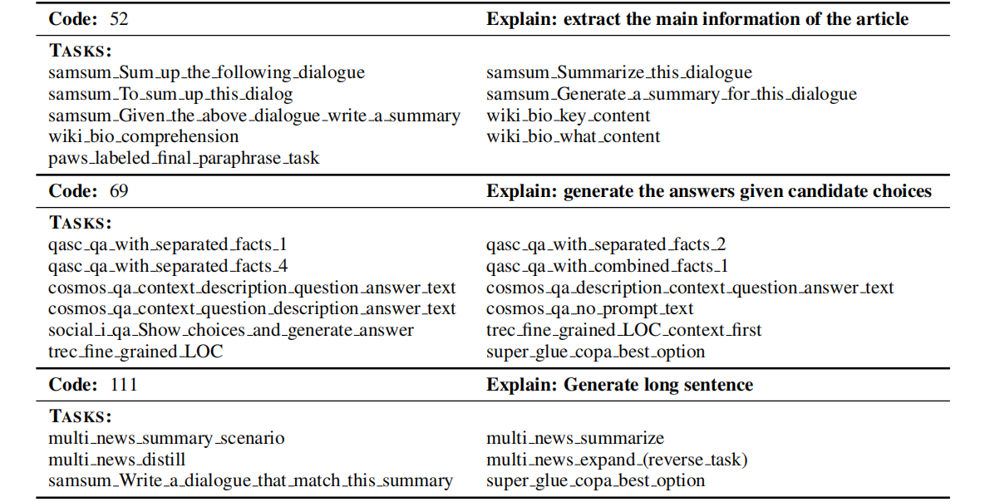 Code: 52 Explain: extract the main information of the article
TASKS:
samsum_Sum_up_the_following_dialogue samsum_Summarize_this_dialogue
samsum_To_sum_up_this_dialog samsum_Generate_a_summary_for_this_dialogue
samsum_Given_the_above_dialogue_write_a_summary wiki_bio_key_content
wiki_bio_comprehension wiki_bio_what_content
paws_labeled_final_paraphrase_task
Code: 69 Explain: generate the answers given candidate choices
TASKS:
qasc_qa_with_separated_facts_1 qasc_qa_with_separated_facts_2
qasc_qa_with_separated_facts_4 qasc_qa_with_combined_facts_1
cosmos_qa_context_description_question_answer_text cosmos_qa_description_context_question_answer_text
cosmos_qa_context_question_description_answer_text cosmos_qa_no_prompt_text
social_i_qa_Show_choices_and_generate_answer trec_fine_grained_LOC_context_first
trec_fine_grained_LOC super_glue_copa_best_option
Code: 111 Explain: Generate long sentence
TASKS:
multi_news_summary_scenario multi_news_summarize
multi_news_distill multi_news_expand_(reverse_task)
samsum_Write_a_dialogue_that_match_this_summary super_glue_copa_best_option